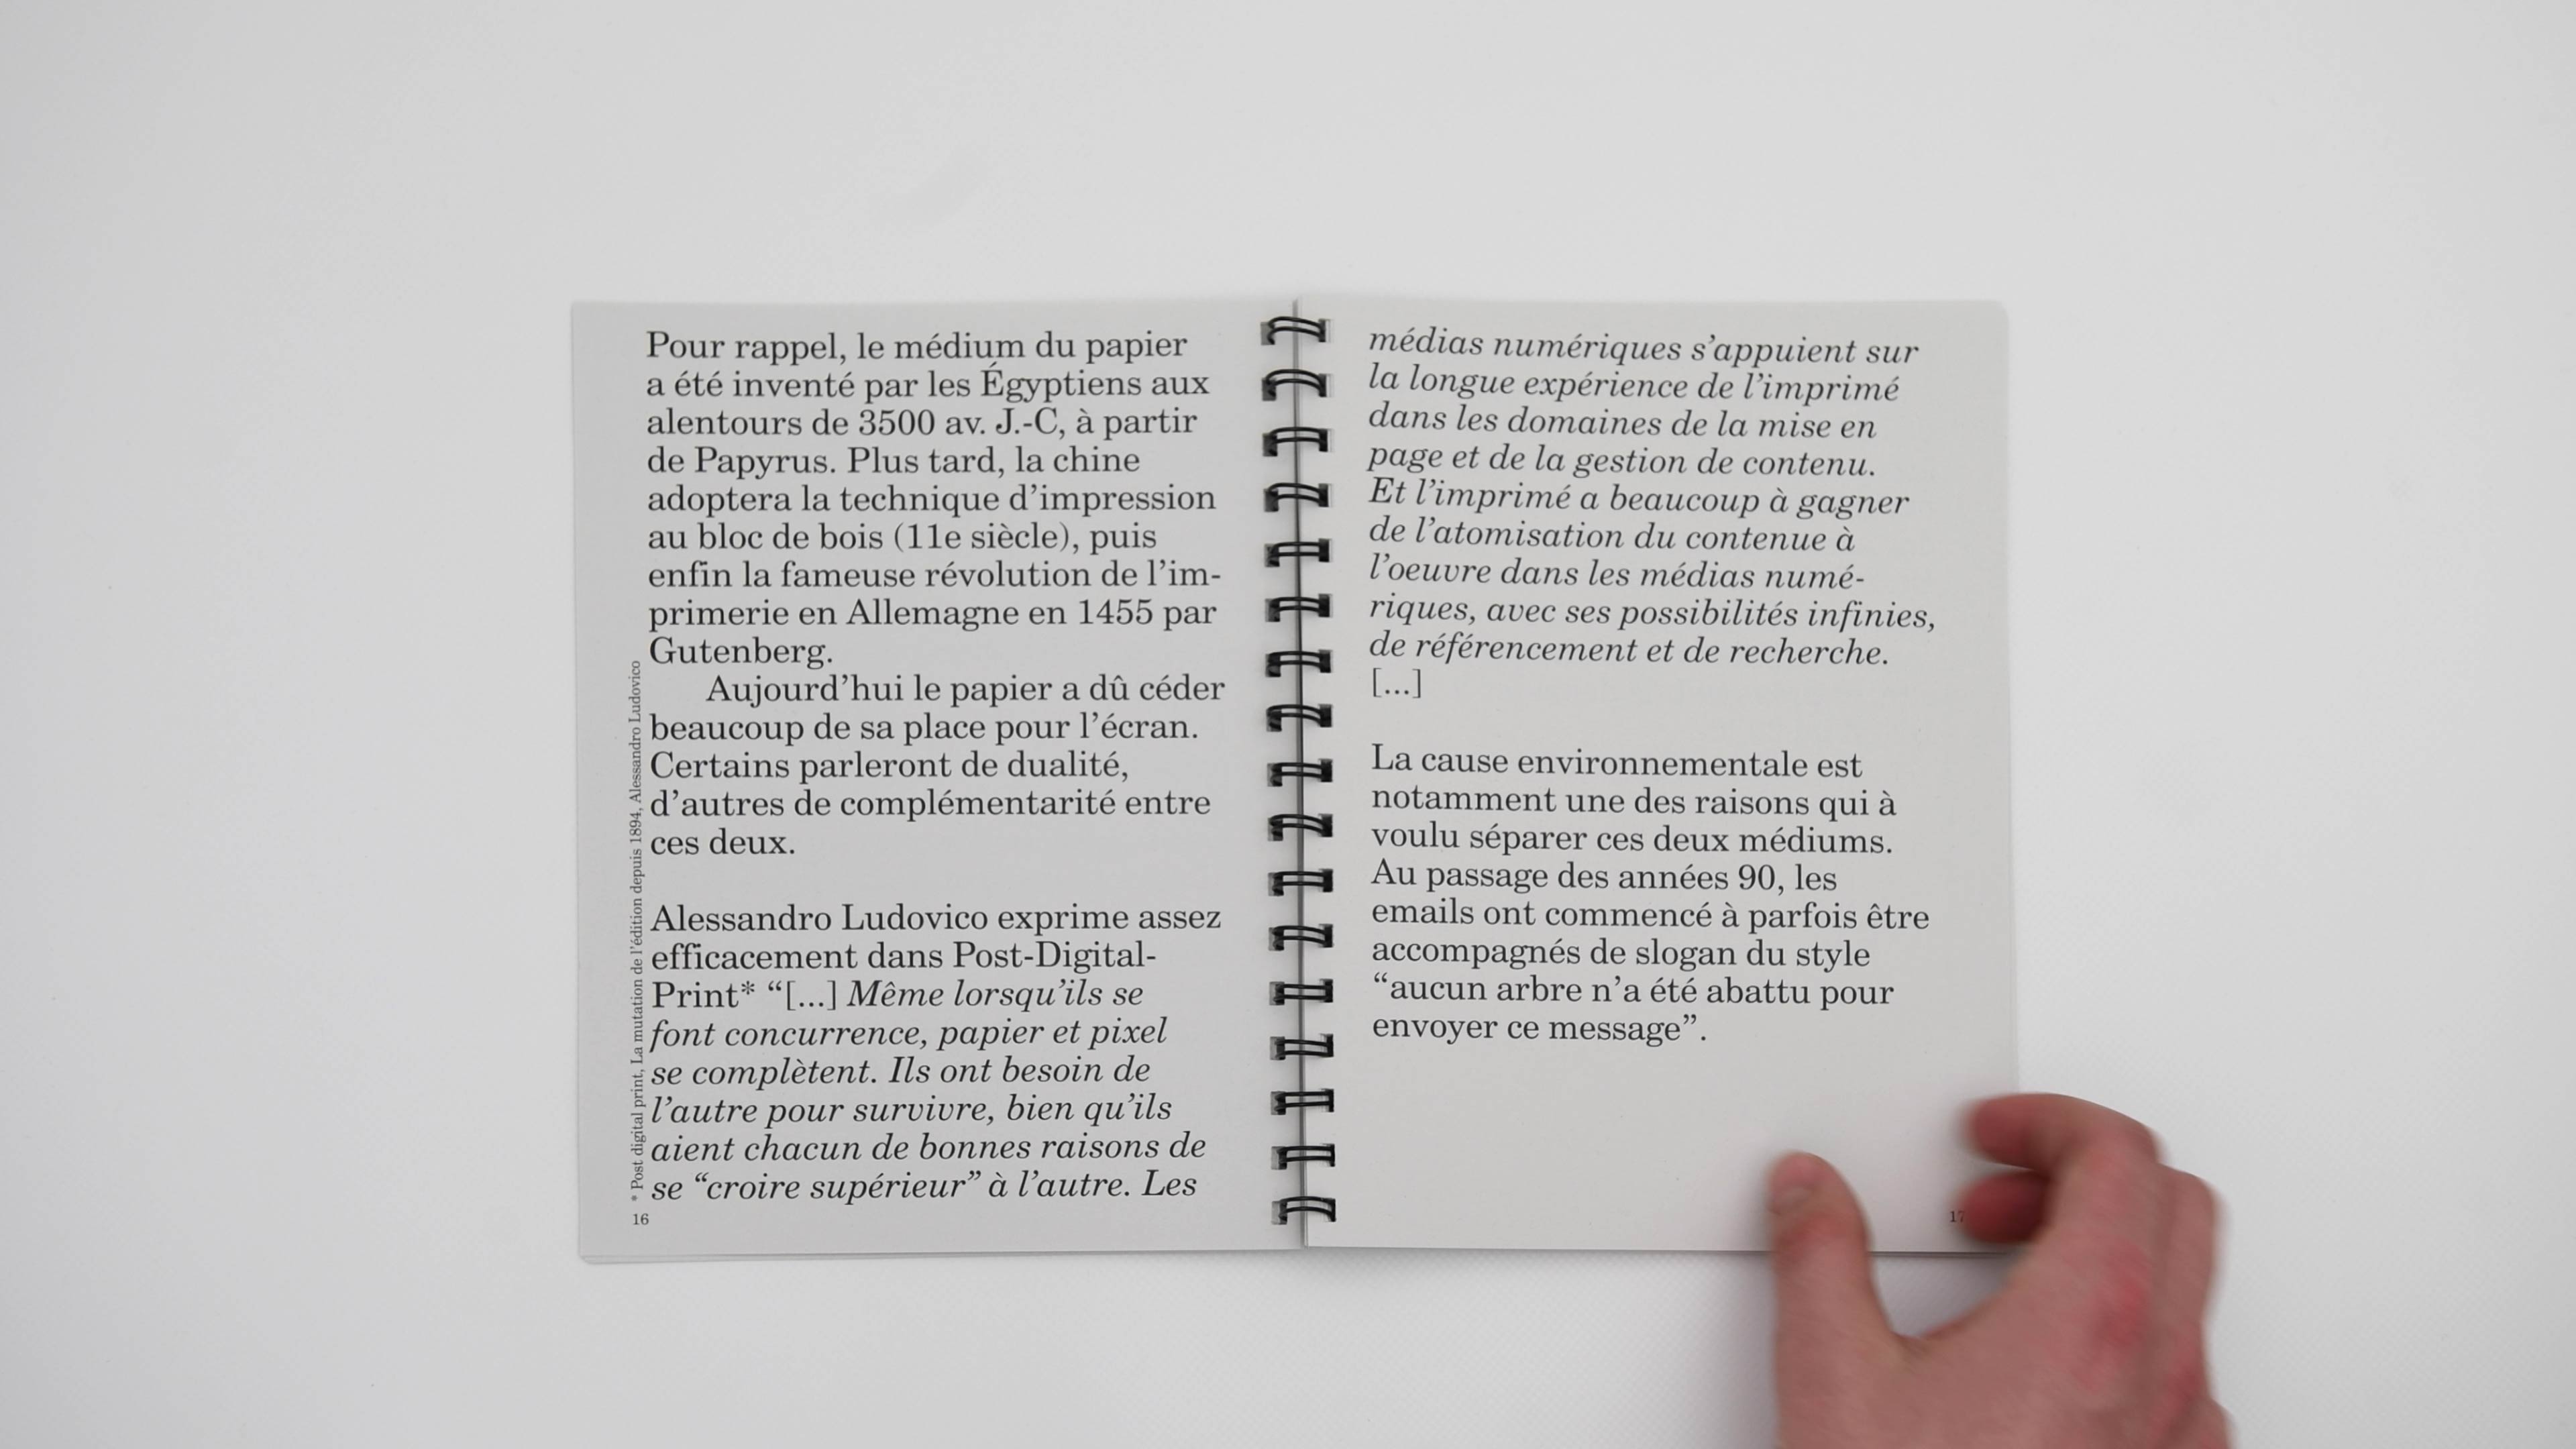 Pour rappel, le médium du papier
a été inventé par les Égyptiens aux
alentours de 3500 av. J.-C, à partir
de Papyrus. Plus tard, la chine
adoptera la technique d’impression
au bloc de bois (11e siècle), puis
enfin la fameuse révolution de l’im-
primerie en Allemagne en 1455 par
Gutenberg.
Aujourd’hui le papier a dû céder
beaucoup de sa place pour l’écran.
Certains parleront de dualité,
d’autres de complémentarité entre
ces deux.
Alessandro Ludovico exprime assez
efficacement dans Post-Digital-
Print* “[...] Même lorsqu’ils se
font concurrence, papier et pixel
se complètent. Ils ont besoin de
l’autre pour survivre, bien qu’ils
aient chacun de bonnes raisons de
se “croire supérieur” à l’autre. Les
* Post digital print, La mutation de l’édition depuis 1894, Alessandro Ludovico
16
médias numériques s’appuient sur
la longue expérience de l’imprimé
dans les domaines de la mise en
page et de la gestion de contenu.
Et l’imprimé a beaucoup à gagner
de l’atomisation du contenue à
l’oeuvre dans les médias numé-
riques, avec ses possibilités infinies,
de référencement et de recherche.
[...]
La cause environnementale est
notamment une des raisons qui à
voulu séparer ces deux médiums.
Au passage des années 90, les
emails ont commencé à parfois être
accompagnés de slogan du style
“aucun arbre n’a été abattu pour
envoyer ce message”.
17